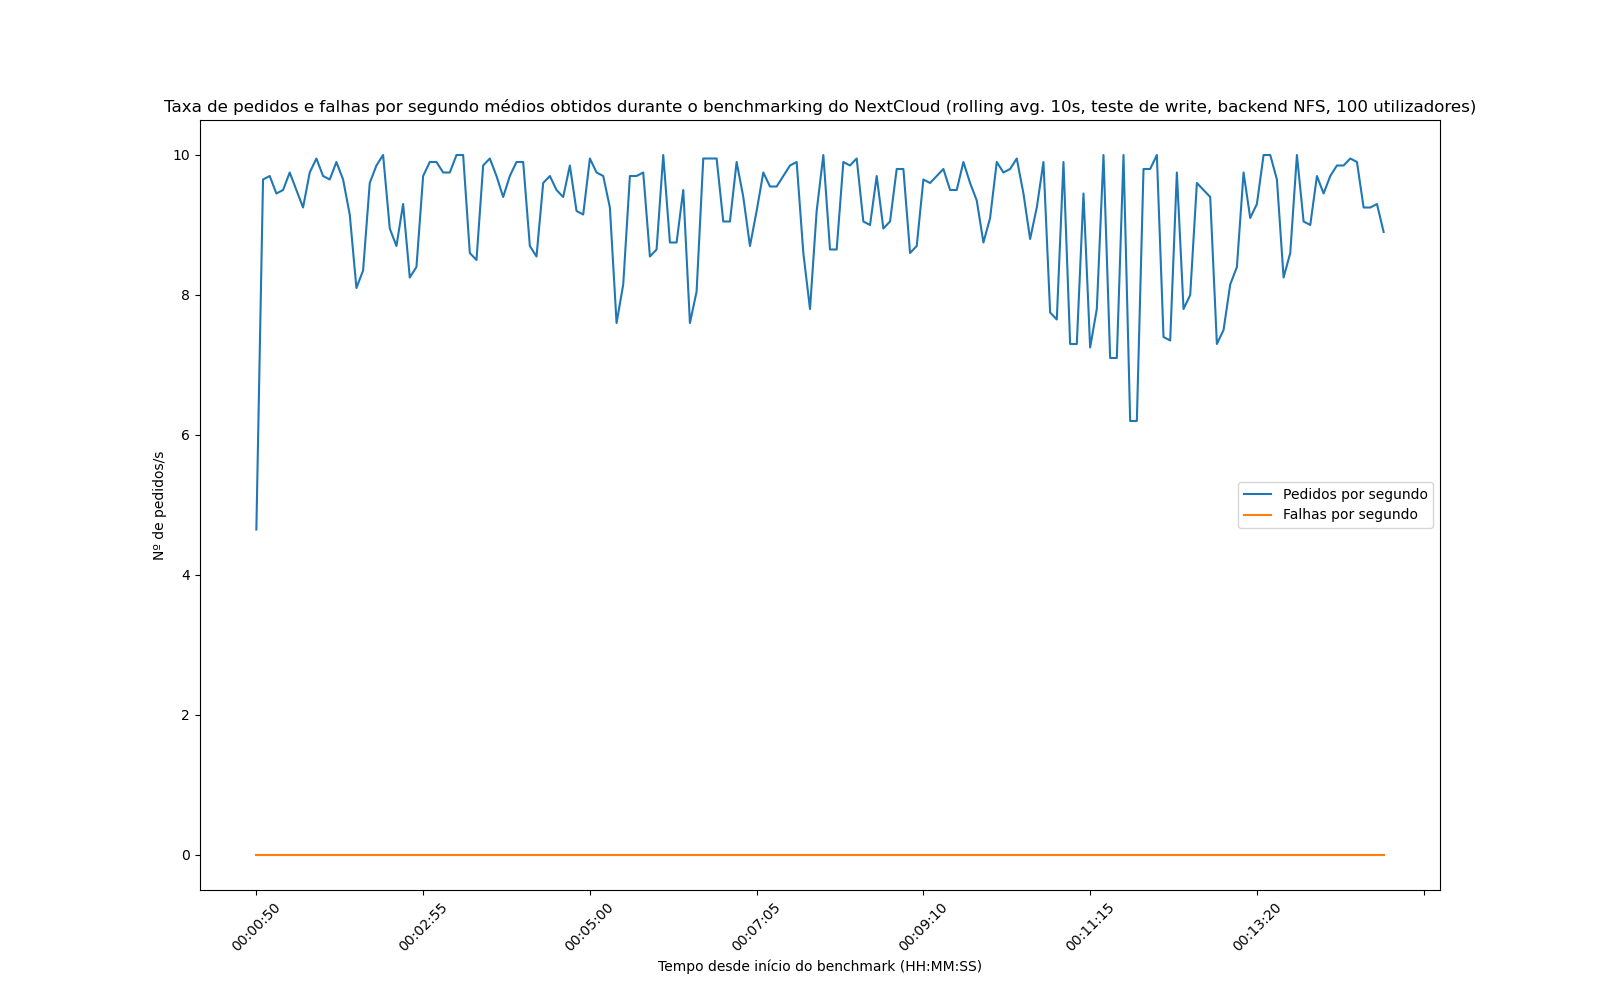 Taxa de pedidos e falhas por segundo médios obtidos durante o benchmarking do NextCloud (rolling avg. 10s, teste de write, backend NFS, 100 utilizadores)
10
8
6
4
2
0
Nº de pedidos/s
Pedidos por segundo
Falhas por segundo
00:00:50
00:02:55
00:05:00
00:07:05
00:09:10
00:11:15
00:13:20
Tempo desde início do benchmark (HH:MM:SS)